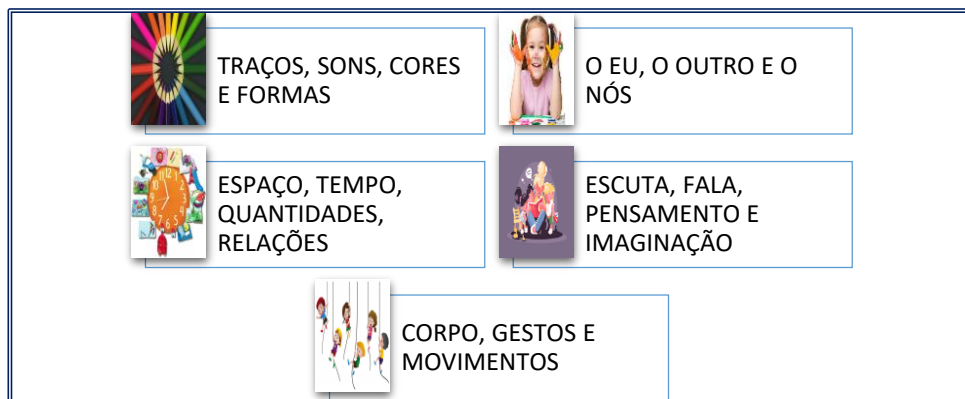 TRAÇOS, SONS, CORES
E FORMAS
O EU, O OUTRO E O
NÓS
ESPAÇO, TEMPO,
QUANTIDADES,
RELAÇÕES
ESCUTA, FALA,
PENSAMENTO E
IMAGINAÇÃO
CORPO, GESTOS E
MOVIMENTOS